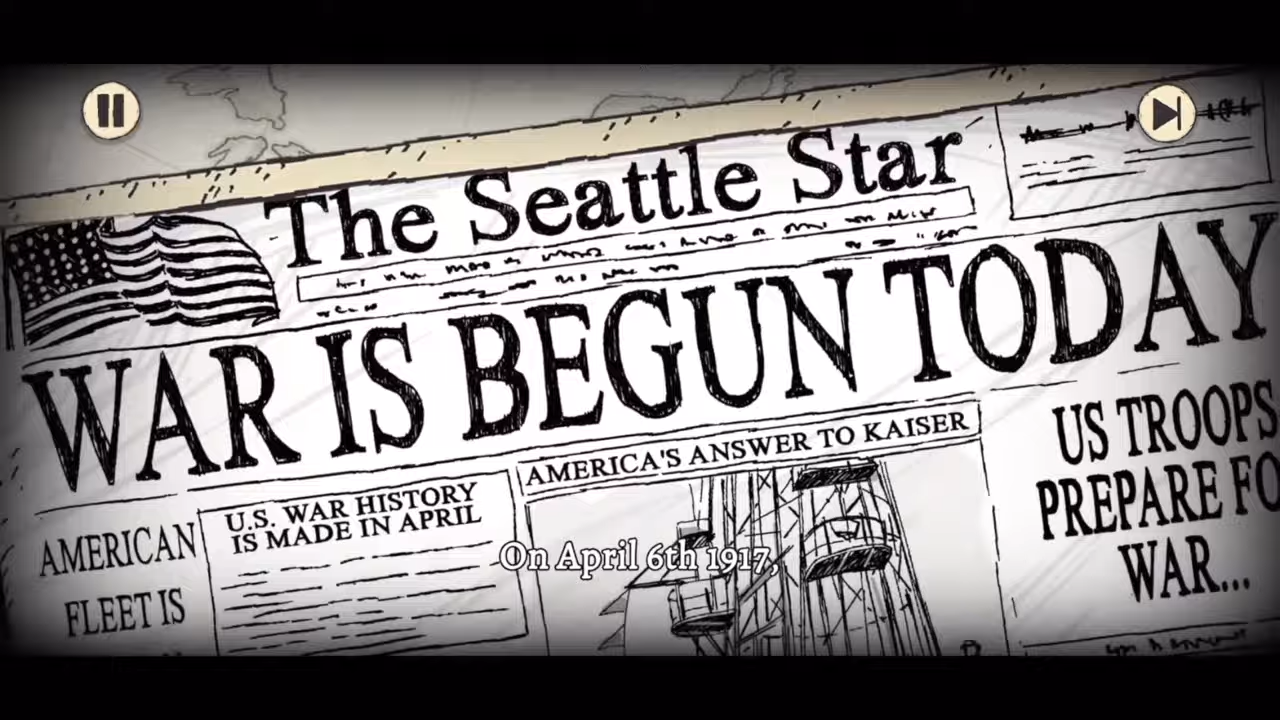 The Seattle Star
WAR IS BEGUN TODAY
AMERICA'S ANSWER TO KAISER
US TROOPS
PREPARE FO
WAR...
U.S. WAR HISTORY
IS MADE IN APRIL
AMERICAN
FLEET IS
On April 6th 1917,